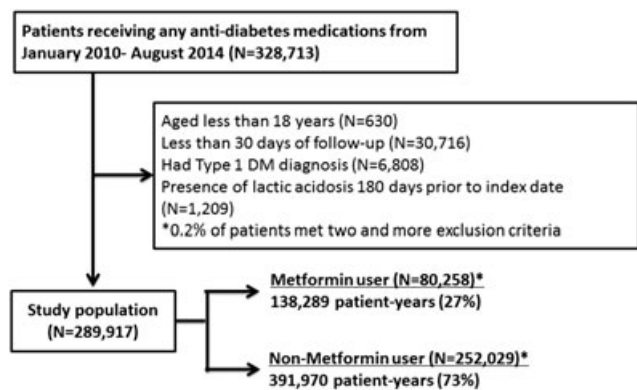 Patients receiving any anti-diabetes medications from
January 2010- August 2014 (N=328,713)
Aged less than 18 years (N=630)
Less than 30 days of follow-up (N=30,716)
Had Type 1 DM diagnosis (N=6,808)
Presence of lactic acidosis 180 days prior to index date
(N=1,209)
*0.2% of patients met two and more exclusion criteria
Study population
(N=289,917)
Metformin user (N=80,258)*
138,289 patient-years (27%)
Non-Metformin user (N=252,029)*
391,970 patient-years (73%)